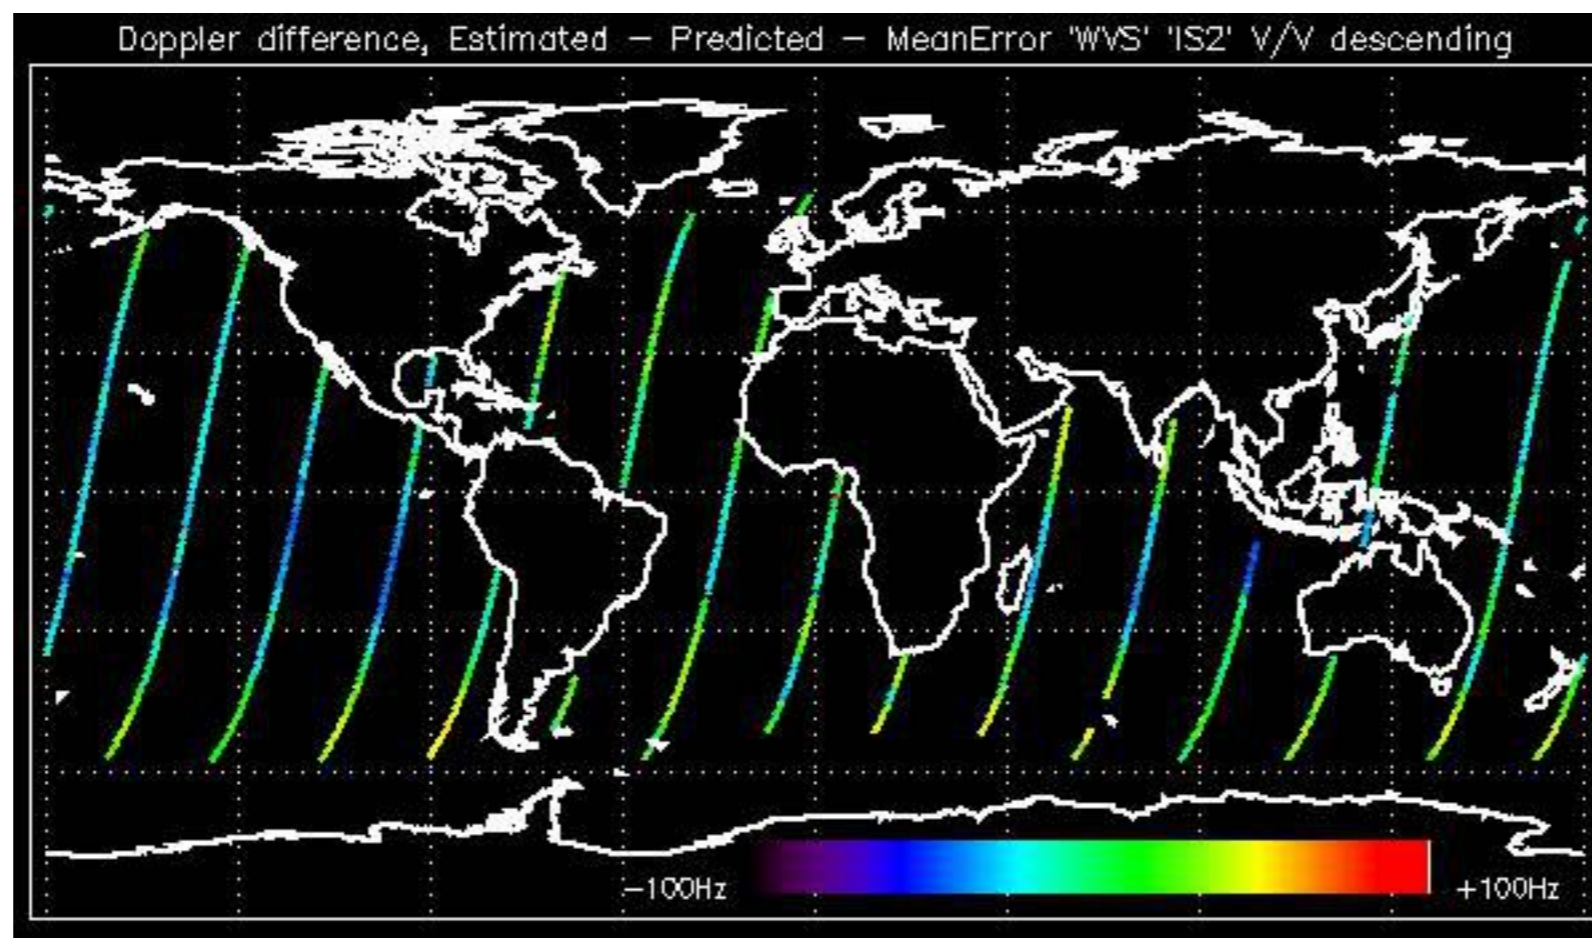 Doppler difference, Estimated – Predicted – MeanError 'WVS' 'IS2' V/V descending
−100Hz +100Hz